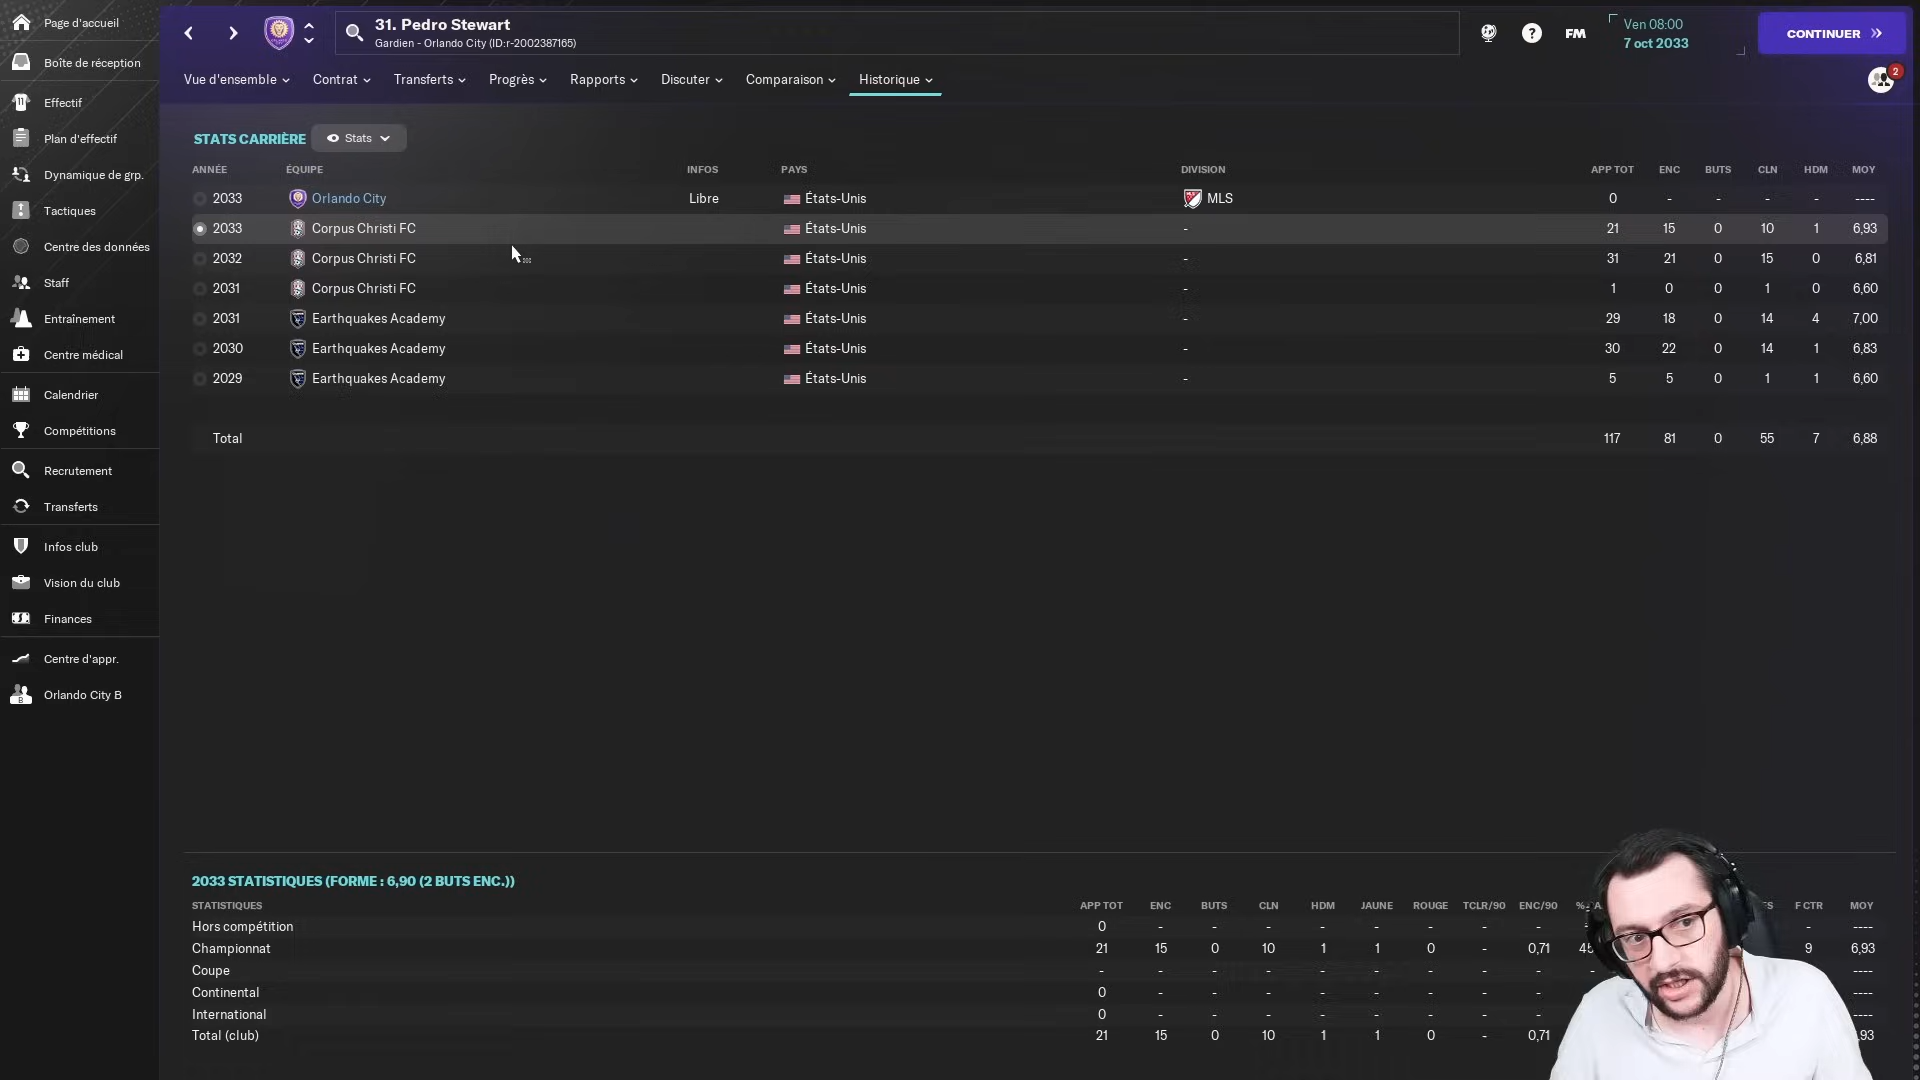 Page d'accueil
Boîte de réception
Effectif
Plan d'effectif
Dynamique de grp.
Tactiques
Centre des données
Staff
Entraînement
Centre médical
Calendrier
Compétitions
Recrutement
Transferts
Infos club
Vision du club
Finances
Centre d'appr.
Orlando City B
31. Pedro Stewart
Gardien - Orlando City (ID:r-2002387165)
FM
Ven 08:00
7 oct 2033
CONTINUER
2
Vue d'ensemble Contrat Transferts Progrès Rapports Discuter Comparaison Historique
STATS CARRIÈRE Stats
ANNÉE ÉQUIPE INFOS PAYS DIVISION APP TOT ENC BUTS CLN HDM MOY
2033 Orlando City Libre États-Unis MLS 0 - - - - ----
2033 Corpus Christi FC États-Unis - 21 15 0 10 1 6,93
2032 Corpus Christi FC États-Unis - 31 21 0 15 0 6,81
2031 Corpus Christi FC États-Unis - 1 0 0 1 0 6,60
2031 Earthquakes Academy États-Unis - 29 18 0 14 4 7,00
2030 Earthquakes Academy États-Unis - 30 22 0 14 1 6,83
2029 Earthquakes Academy États-Unis - 5 5 0 1 1 6,60
Total 117 81 0 55 7 6,88
2033 STATISTIQUES (FORME : 6,90 (2 BUTS ENC.))
STATISTIQUES APP TOT ENC BUTS CLN HDM JAUNE ROUGE TCLR/90 ENC/90 F CTR MOY
Hors compétition 0 - - - - - - - - - ----
Championnat 21 15 0 10 1 1 0 - 0,71 9 6,93
Coupe - - - - - - - - - - ----
Continental 0 - - - - - - - - ----
International 0 - - - - - - - - ----
Total (club) 21 15 0 10 1 1 0 - 0,71